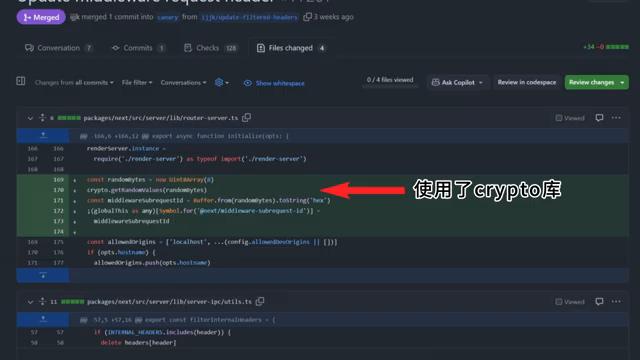 Update middleware request header
Merged
ijjk merged 1 commit into canary from ijjk/update-filtered-headers 3 weeks ago
Conversation 7 Commits 1 Checks 128 Files changed 4 +34 −0
Changes from all commits File filter Conversations Show whitespace 0 / 4 files viewed Ask Copilot Review in codespace Review changes
6 packages/next/src/server/lib/router-server.ts Viewed
@@ -166,6 +166,12 @@ export async function initialize(opts: {
166 166 renderServer.instance =
167 167 require('./render-server') as typeof import('./render-server')
168 168
169 + const randomBytes = new Uint8Array(8)
170 + crypto.getRandomValues(randomBytes)
171 + const middlewareSubrequestId = Buffer.from(randomBytes).toString('hex')
172 + ;(globalThis as any)[Symbol.for('@next/middleware-subrequest-id')] =
173 + middlewareSubrequestId
174 +
169 175 const allowedOrigins = ['localhost', ...(config.allowedDevOrigins || [])]
170 176 if (opts.hostname) {
171 177 allowedOrigins.push(opts.hostname)
使用了crypto库
11 packages/next/src/server/lib/server-ipc/utils.ts Viewed
@@ -57,5 +57,16 @@ export const filterInternalHeaders = (
57 57 if (INTERNAL_HEADERS.includes(header)) {
58 58 delete headers[header]